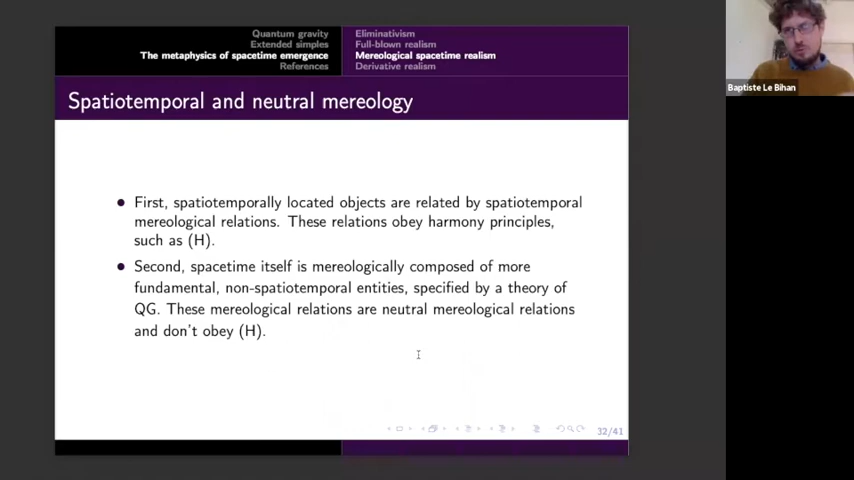 Quantum gravity
Extended simples
The metaphysics of spacetime emergence
References
Eliminativism
Full-blown realism
Mereological spacetime realism
Derivative realism
Baptiste Le Bihan
Spatiotemporal and neutral mereology
First, spatiotemporally located objects are related by spatiotemporal
mereological relations. These relations obey harmony principles,
such as (H).
Second, spacetime itself is mereologically composed of more
fundamental, non-spatiotemporal entities, specified by a theory of
QG. These mereological relations are neutral mereological relations
and don't obey (H).
32/41